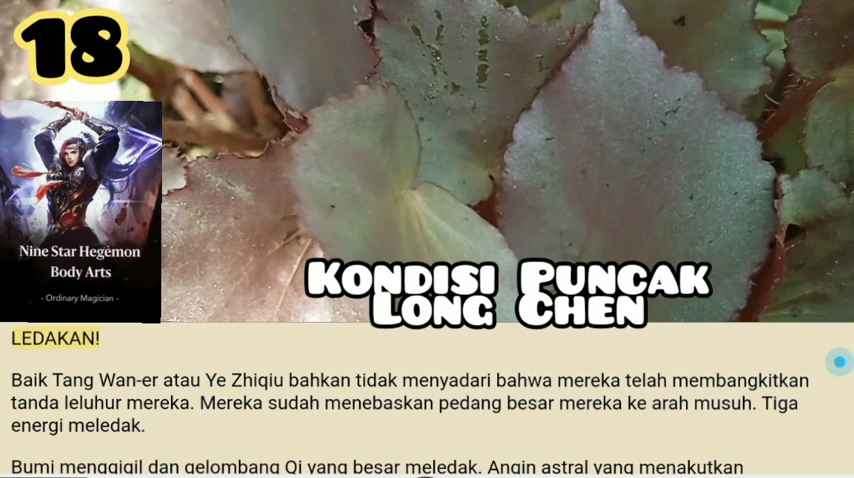 18
Nine Star Hegemon
Body Arts
- Ordinary Magician -
KONDISI PUNCAK
LONG CHEN
LEDAKAN!
Baik Tang Wan-er atau Ye Zhiqiu bahkan tidak menyadari bahwa mereka telah membangkitkan
tanda leluhur mereka. Mereka sudah menebaskan pedang besar mereka ke arah musuh. Tiga
energi meledak.
Bumi menggigil dan gelombang Qi yang besar meledak. Angin astral yang menakutkan